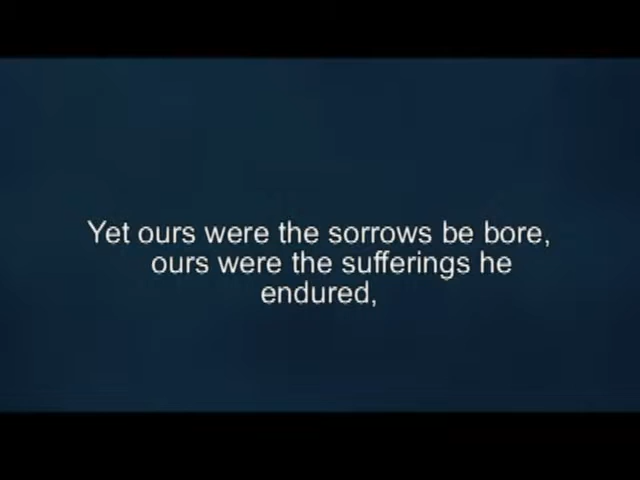 Yet ours were the sorrows be bore,
ours were the sufferings he
endured,